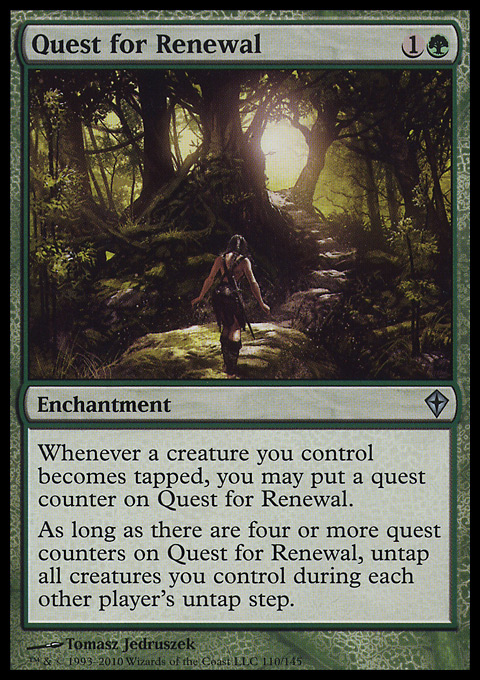 Quest for Renewal 1
Enchantment
Whenever a creature you control
becomes tapped, you may put a quest
counter on Quest for Renewal.
As long as there are four or more quest
counters on Quest for Renewal, untap
all creatures you control during each
other player's untap step.
Tomasz Jedruszek
™ & © 1993–2010 Wizards of the Coast LLC 110/145